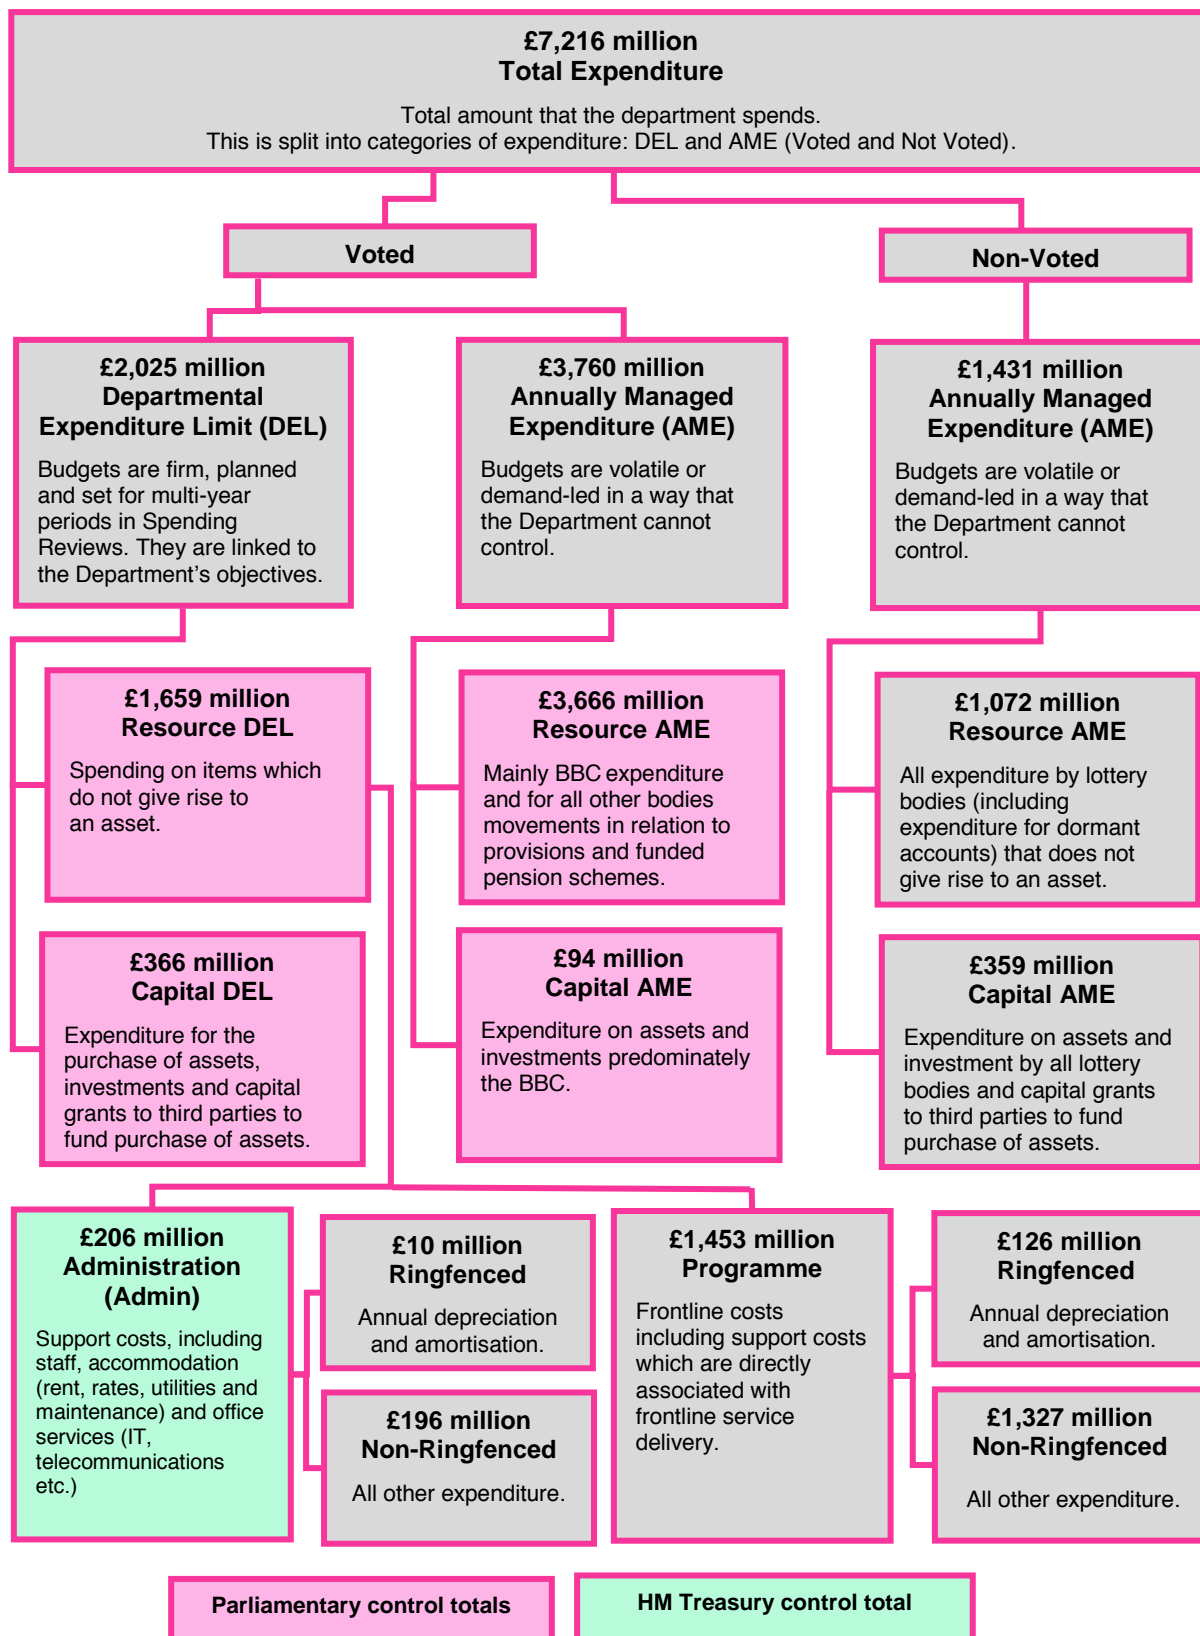 £7,216 million
Total Expenditure
Total amount that the department spends.
This is split into categories of expenditure: DEL and AME (Voted and Not Voted).
Voted
Non-Voted
£2,025 million
Departmental
Expenditure Limit (DEL)
Budgets are firm, planned
and set for multi-year
periods in Spending
Reviews. They are linked to
the Department's objectives.
£3,760 million
Annually Managed
Expenditure (AME)
Budgets are volatile or
demand-led in a way that
the Department cannot
control.
£1,431 million
Annually Managed
Expenditure (AME)
Budgets are volatile or
demand-led in a way that
the Department cannot
control.
£1,659 million
Resource DEL
Spending on items which
do not give rise to
an asset.
£3,666 million
Resource AME
Mainly BBC expenditure
and for all other bodies
movements in relation to
provisions and funded
pension schemes.
£1,072 million
Resource AME
All expenditure by lottery
bodies (including
expenditure for dormant
accounts) that does not
give rise to an asset.
£366 million
Capital DEL
Expenditure for the
purchase of assets,
investments and capital
grants to third parties to
fund purchase of assets.
£94 million
Capital AME
Expenditure on assets and
investments predominately
the BBC.
£359 million
Capital AME
Expenditure on assets and
investment by all lottery
bodies and capital grants
to third parties to fund
purchase of assets.
£206 million
Administration
(Admin)
Support costs, including
staff, accommodation
(rent, rates, utilities and
maintenance) and office
services (IT,
telecommunications
etc.)
£10 million
Ringfenced
Annual depreciation
and amortisation.
£196 million
Non-Ringfenced
All other expenditure.
£1,453 million
Programme
Frontline costs
including support costs
which are directly
associated with
frontline service
delivery.
£126 million
Ringfenced
Annual depreciation
and amortisation.
£1,327 million
Non-Ringfenced
All other expenditure.
Parliamentary control totals
HM Treasury control total